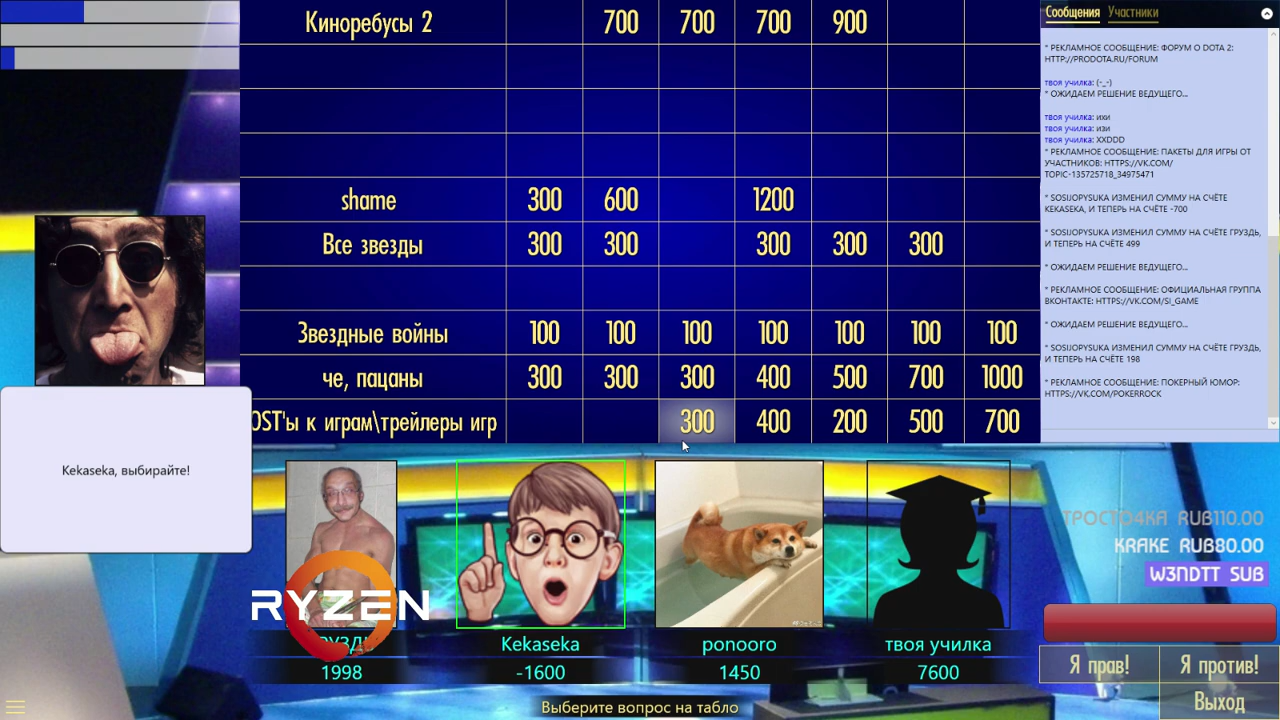 Киноребусы 2 700 700 700 900
shame 300 600 1200
Все звезды 300 300 300 300 300
Звездные войны 100 100 100 100 100 100 100
че, пацаны 300 300 300 400 500 700 1000
OST'ы к играм\трейлеры игр 300 400 200 500 700
Сообщения Участники
* РЕКЛАМНОЕ СООБЩЕНИЕ: ФОРУМ О DOTA 2:
HTTP://PRODOTA.RU/FORUM
твоя училка: (-_-)
* ОЖИДАЕМ РЕШЕНИЕ ВЕДУЩЕГО...
твоя училка: ихи
твоя училка: изи
твоя училка: XXDDD
* РЕКЛАМНОЕ СООБЩЕНИЕ: ПАКЕТЫ ДЛЯ ИГРЫ ОТ
УЧАСТНИКОВ: HTTPS://VK.COM/
TOPIC-135725718_34975471
* SOSIJOPYSUKA ИЗМЕНИЛ СУММУ НА СЧЁТЕ
KEKASEKA, И ТЕПЕРЬ НА СЧЁТЕ -700
* SOSIJOPYSUKA ИЗМЕНИЛ СУММУ НА СЧЁТЕ ГРУЗДЬ,
И ТЕПЕРЬ НА СЧЁТЕ 499
* ОЖИДАЕМ РЕШЕНИЕ ВЕДУЩЕГО...
* РЕКЛАМНОЕ СООБЩЕНИЕ: ОФИЦИАЛЬНАЯ ГРУППА
ВКОНТАКТЕ: HTTPS://VK.COM/SI_GAME
* ОЖИДАЕМ РЕШЕНИЕ ВЕДУЩЕГО...
* SOSIJOPYSUKA ИЗМЕНИЛ СУММУ НА СЧЁТЕ ГРУЗДЬ,
И ТЕПЕРЬ НА СЧЁТЕ 198
* РЕКЛАМНОЕ СООБЩЕНИЕ: ПОКЕРНЫЙ ЮМОР:
HTTPS://VK.COM/POKERROCK
Kekaseka, выбирайте!
RYZEN
Kekaseka ponooro твоя училка
1998 -1600 1450 7600
Выберите вопрос на табло
ТРОСТО4КА RUB110.00
KRAKE RUB80.00
W3NDTT SUB
Я прав! Я против!
Выход